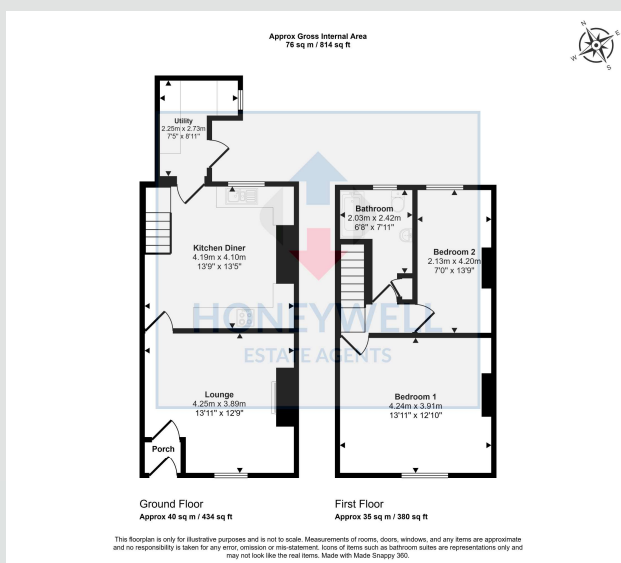 Approx Gross Internal Area
76 sq m / 814 sq ft
N
E
W
S
Utility
2.25m x 2.73m
7'5" x 8'11"
Kitchen Diner
4.19m x 4.10m
13'9" x 13'5"
Lounge
4.25m x 3.89m
13'11" x 12'9"
Porch
Bathroom
2.03m x 2.42m
6'8" x 7'11"
Bedroom 2
2.13m x 4.20m
7'0" x 13'9"
Bedroom 1
4.24m x 3.91m
13'11" x 12'10"
HONEYWELL
ESTATE AGENTS
Ground Floor
Approx 40 sq m / 434 sq ft
First Floor
Approx 35 sq m / 380 sq ft
This floorplan is only for illustrative purposes and is not to scale. Measurements of rooms, doors, windows, and any items are approximate
and no responsibility is taken for any error, omission or mis-statement. Icons of items such as bathroom suites are representations only and
may not look like the real items. Made with Made Snappy 360.